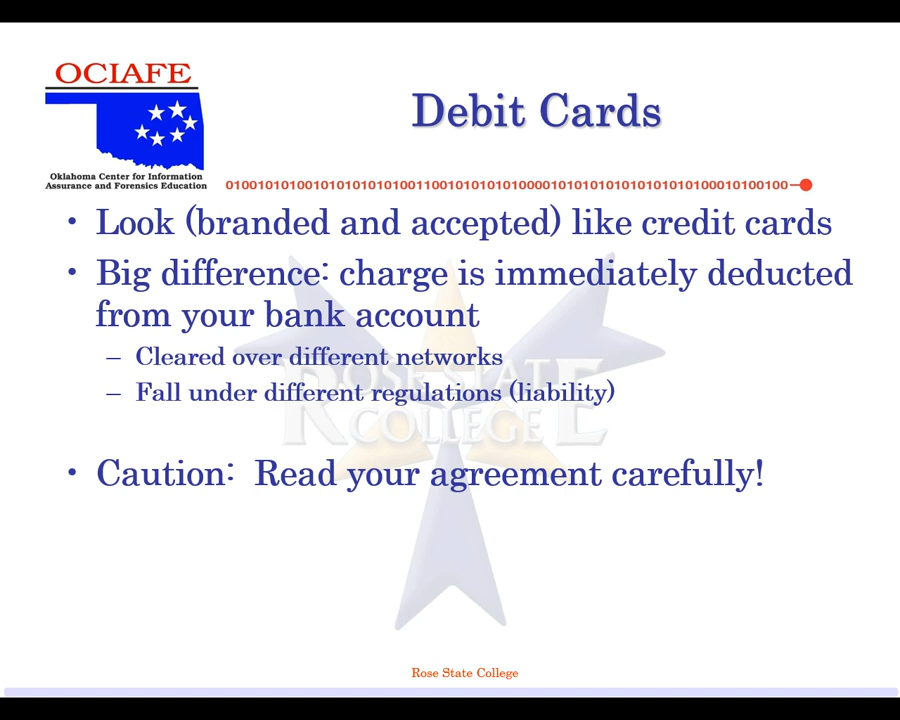 OCIAFE
Oklahoma Center for Information
Assurance and Forensics Education
Debit Cards
0100101010010101010101010011001010101010100001010101010101010101010100010100100
• Look (branded and accepted) like credit cards
• Big difference: charge is immediately deducted
from your bank account
– Cleared over different networks
– Fall under different regulations (liability)
• Caution: Read your agreement carefully!
ROSE STATE
COLLEGE
Rose State College